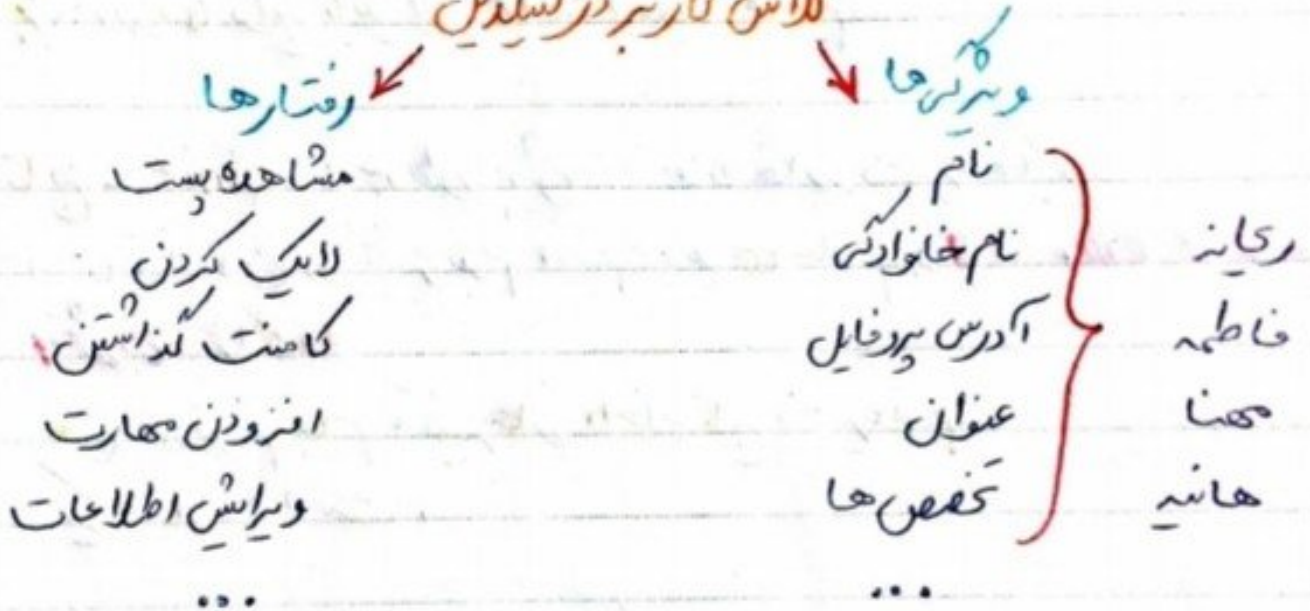 کلاس کاربر در لینکدین
ویژگی‌ها
رفتارها
نام
نام خانوادگی
آدرس پروفایل
عنوان
تخصص‌ها
...
ریحانه
فاطمه
مهنا
هانیه
مشاهده پست
لایک کردن
کامنت گذاشتن
افزودن مهارت
ویرایش اطلاعات
...